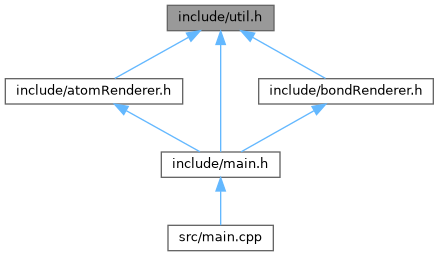 include/util.h
include/atomRenderer.h
include/bondRenderer.h
include/main.h
src/main.cpp